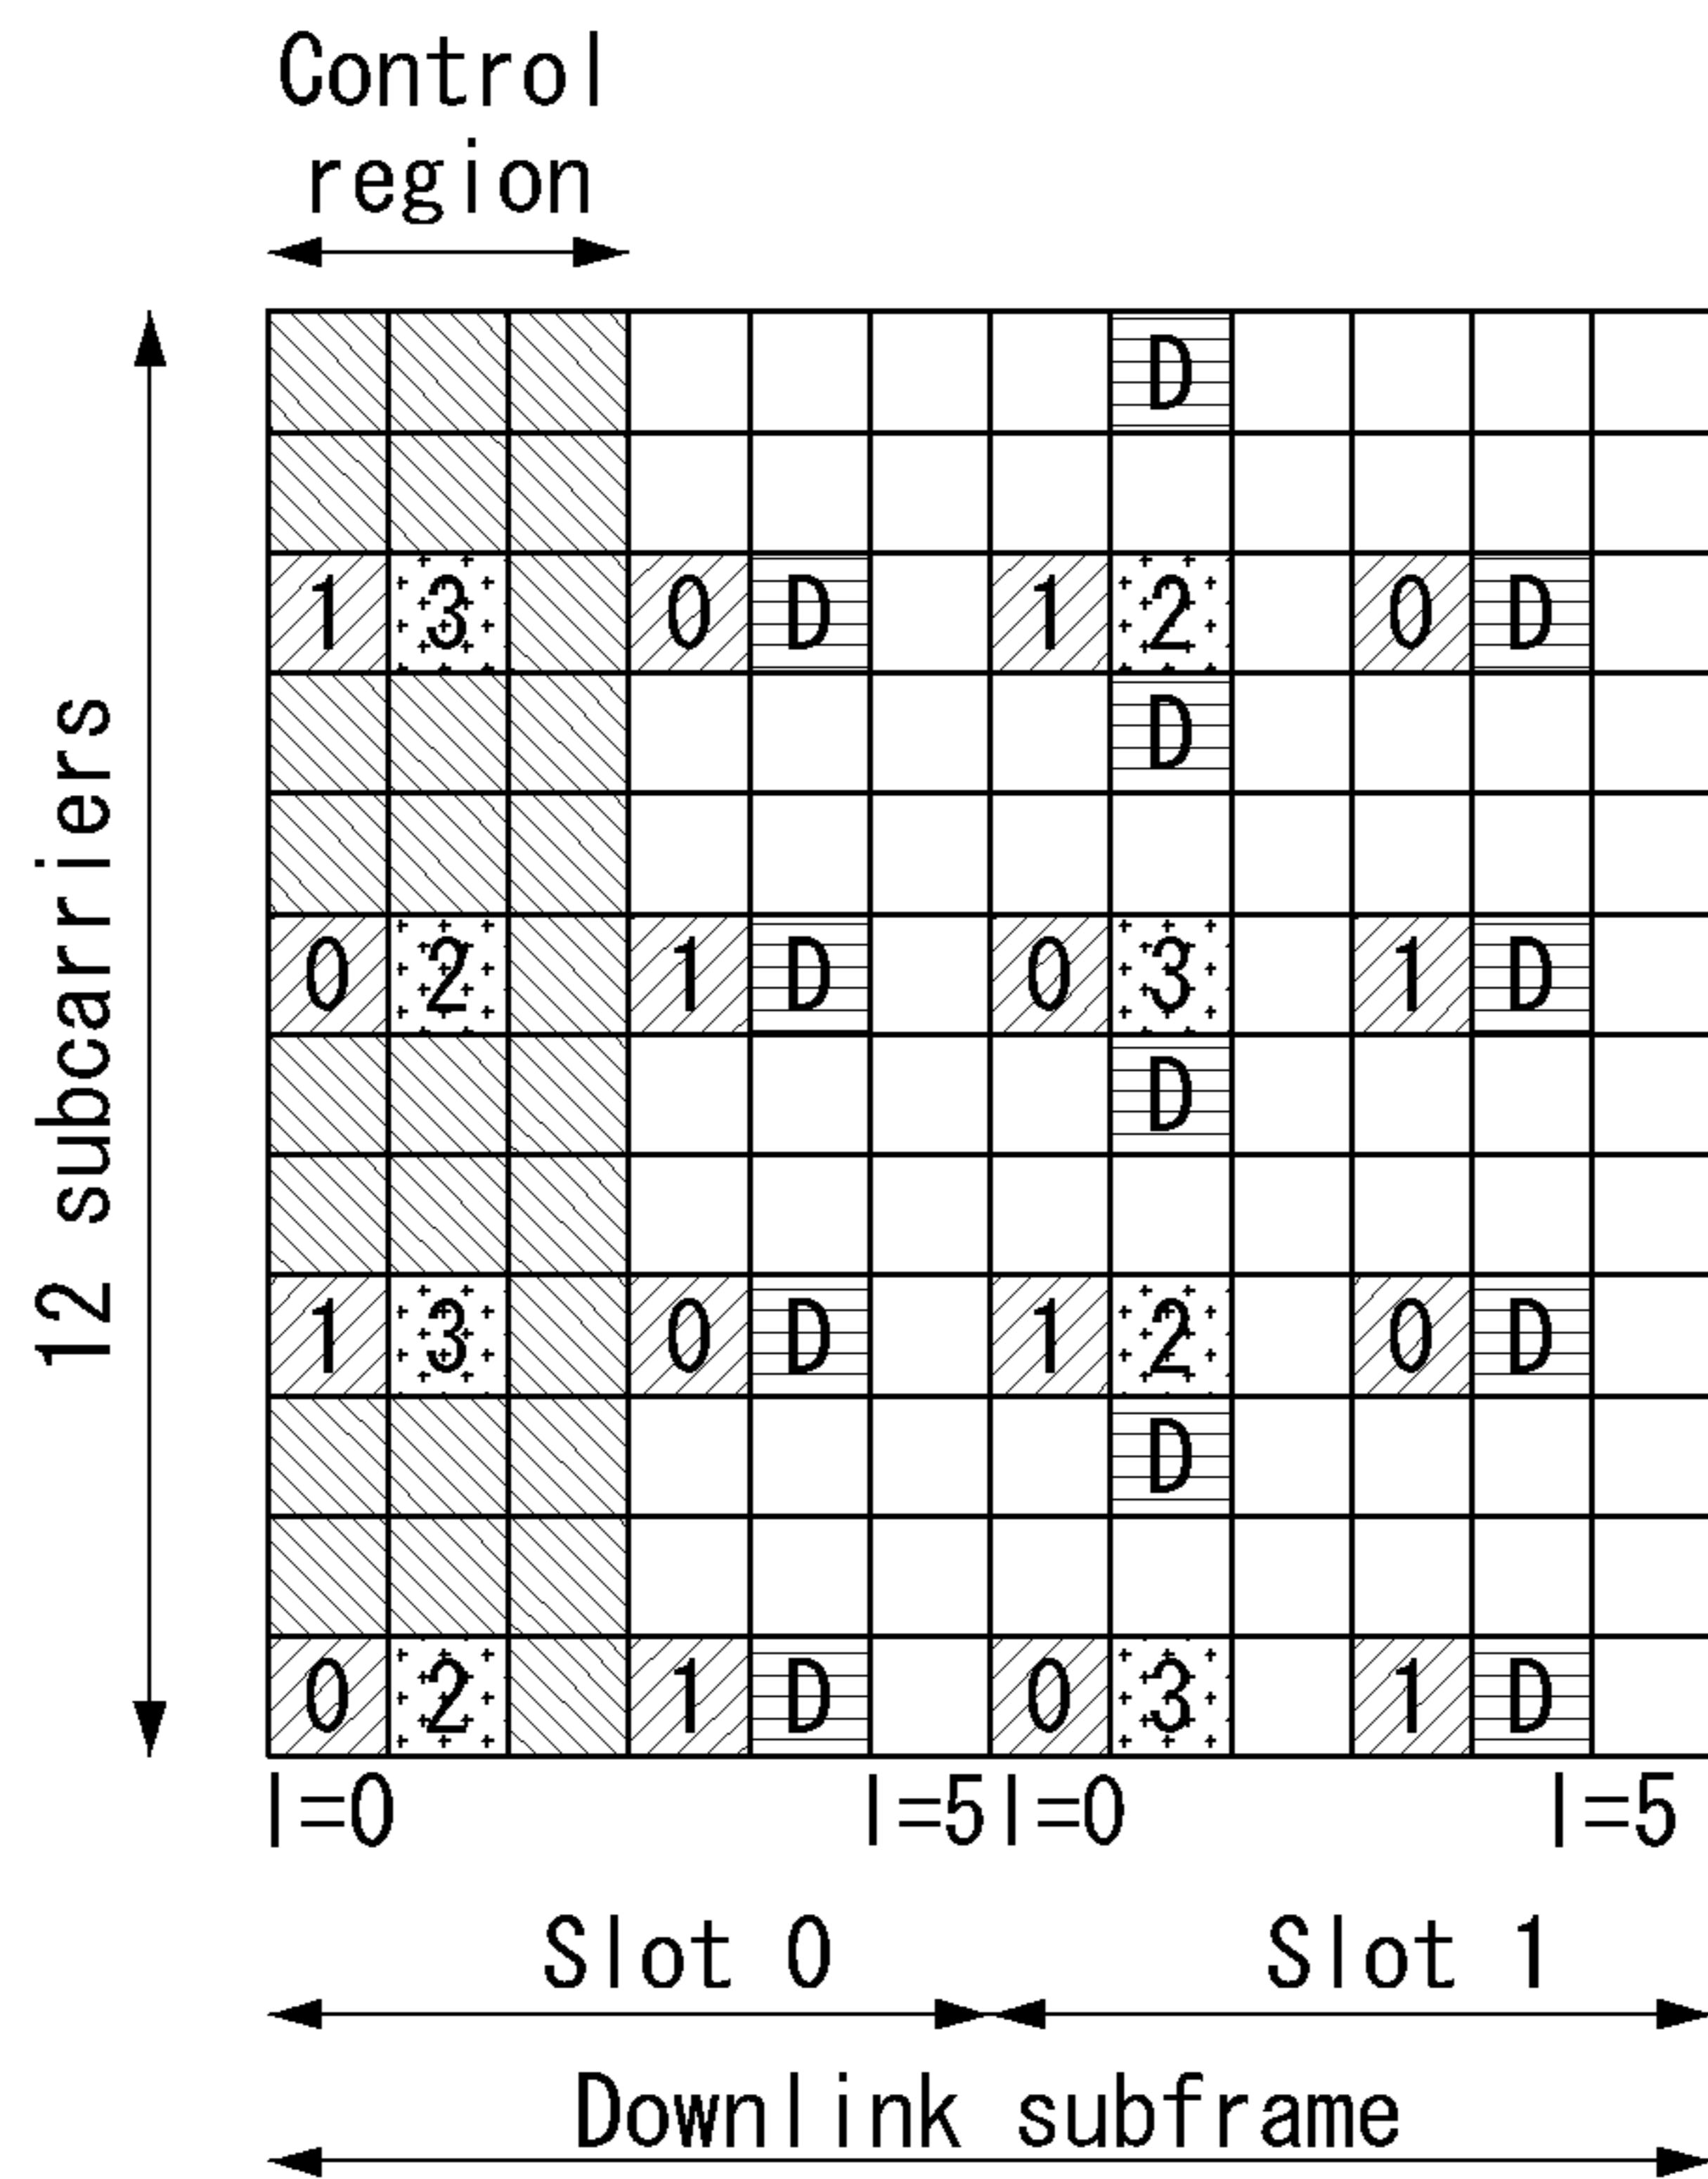 Control
region
12 subcarriers
D
1 3 0 D 1 2 0 D
D
0 2 1 D 0 3 1 D
D
1 3 0 D 1 2 0 D
D
0 2 1 D 0 3 1 D
l=0 l=5 l=0 l=5
Slot 0 Slot 1
Downlink subframe